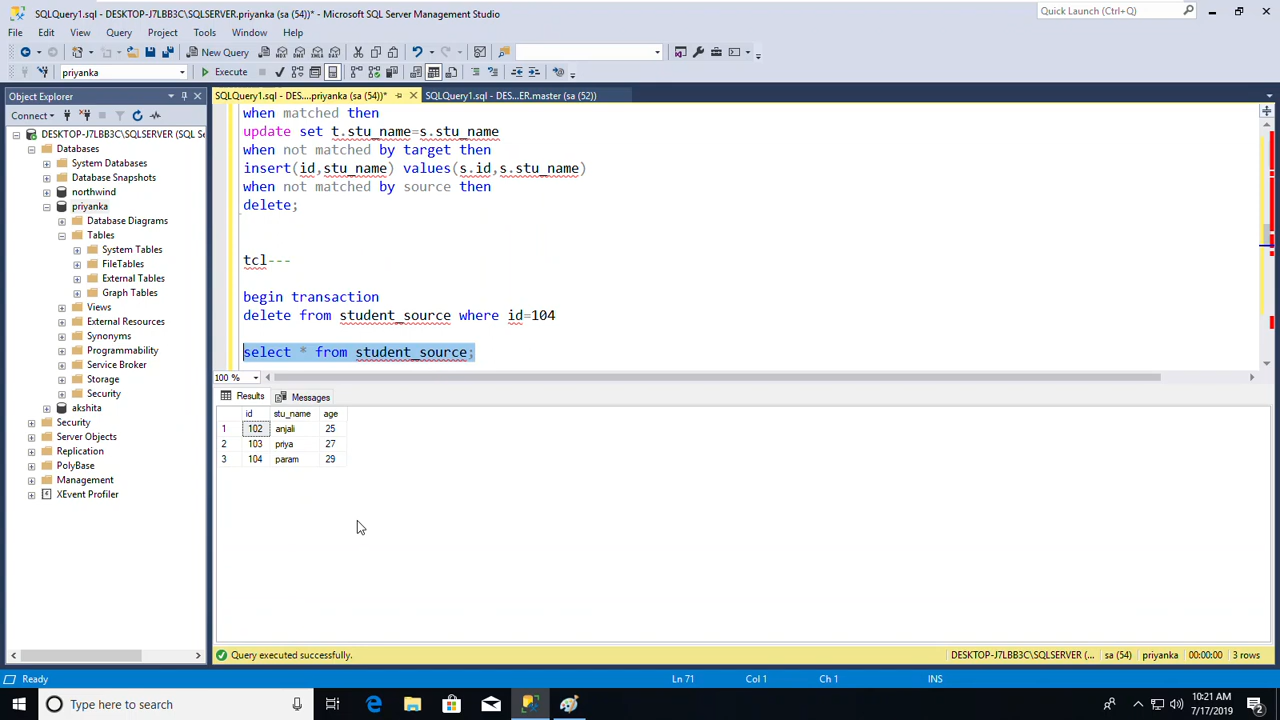 SQLQuery1.sql - DESKTOP-J7LBB3C\SQLSERVER.priyanka (sa (54))* - Microsoft SQL Server Management Studio
Quick Launch (Ctrl+Q)
File Edit View Query Project Tools Window Help
New Query
priyanka
Execute
Object Explorer
SQLQuery1.sql - DES....priyanka (sa (54))*
SQLQuery1.sql - DES...ER.master (sa (52))
Connect
DESKTOP-J7LBB3C\SQLSERVER (SQL Se
Databases
System Databases
Database Snapshots
northwind
priyanka
Database Diagrams
Tables
System Tables
FileTables
External Tables
Graph Tables
Views
External Resources
Synonyms
Programmability
Service Broker
Storage
Security
akshita
Security
Server Objects
Replication
PolyBase
Management
XEvent Profiler
when matched then
update set t.stu_name=s.stu_name
when not matched by target then
insert(id,stu_name) values(s.id,s.stu_name)
when not matched by source then
delete;
tcl---
begin transaction
delete from student_source where id=104
select * from student_source;
100 %
Results Messages
id stu_name age
1 102 anjali 25
2 103 priya 27
3 104 param 29
Query executed successfully.
DESKTOP-J7LBB3C\SQLSERVER (... sa (54) priyanka 00:00:00 3 rows
Ready Ln 71 Col 1 Ch 1 INS
Type here to search
10:21 AM
7/17/2019
2